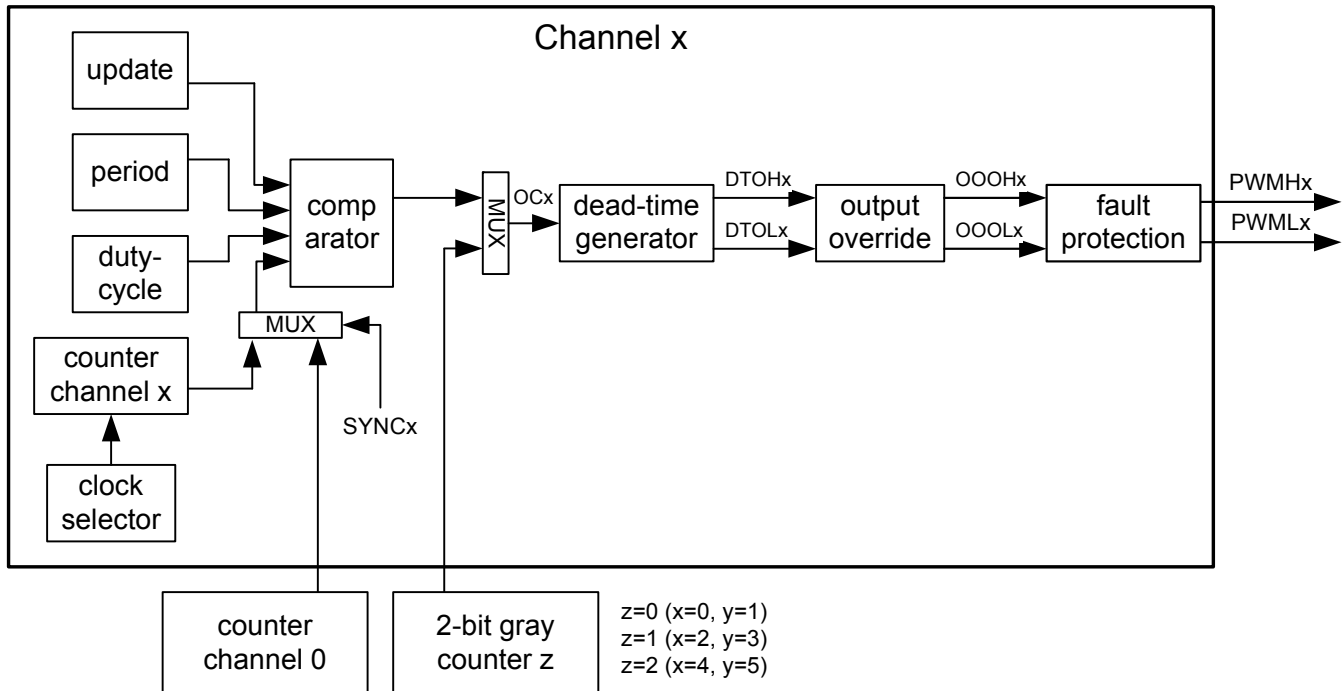 Channel x
update
period
duty-
cycle
comp
arator
MUX
counter
channel x
SYNCx
clock
selector
MUX
OCx
dead-time
generator
DTOHx
DTOLx
output
override
OOOHx
OOOLx
fault
protection
PWMHx
PWMLx
counter
channel 0
2-bit gray
counter z
z=0 (x=0, y=1)
z=1 (x=2, y=3)
z=2 (x=4, y=5)